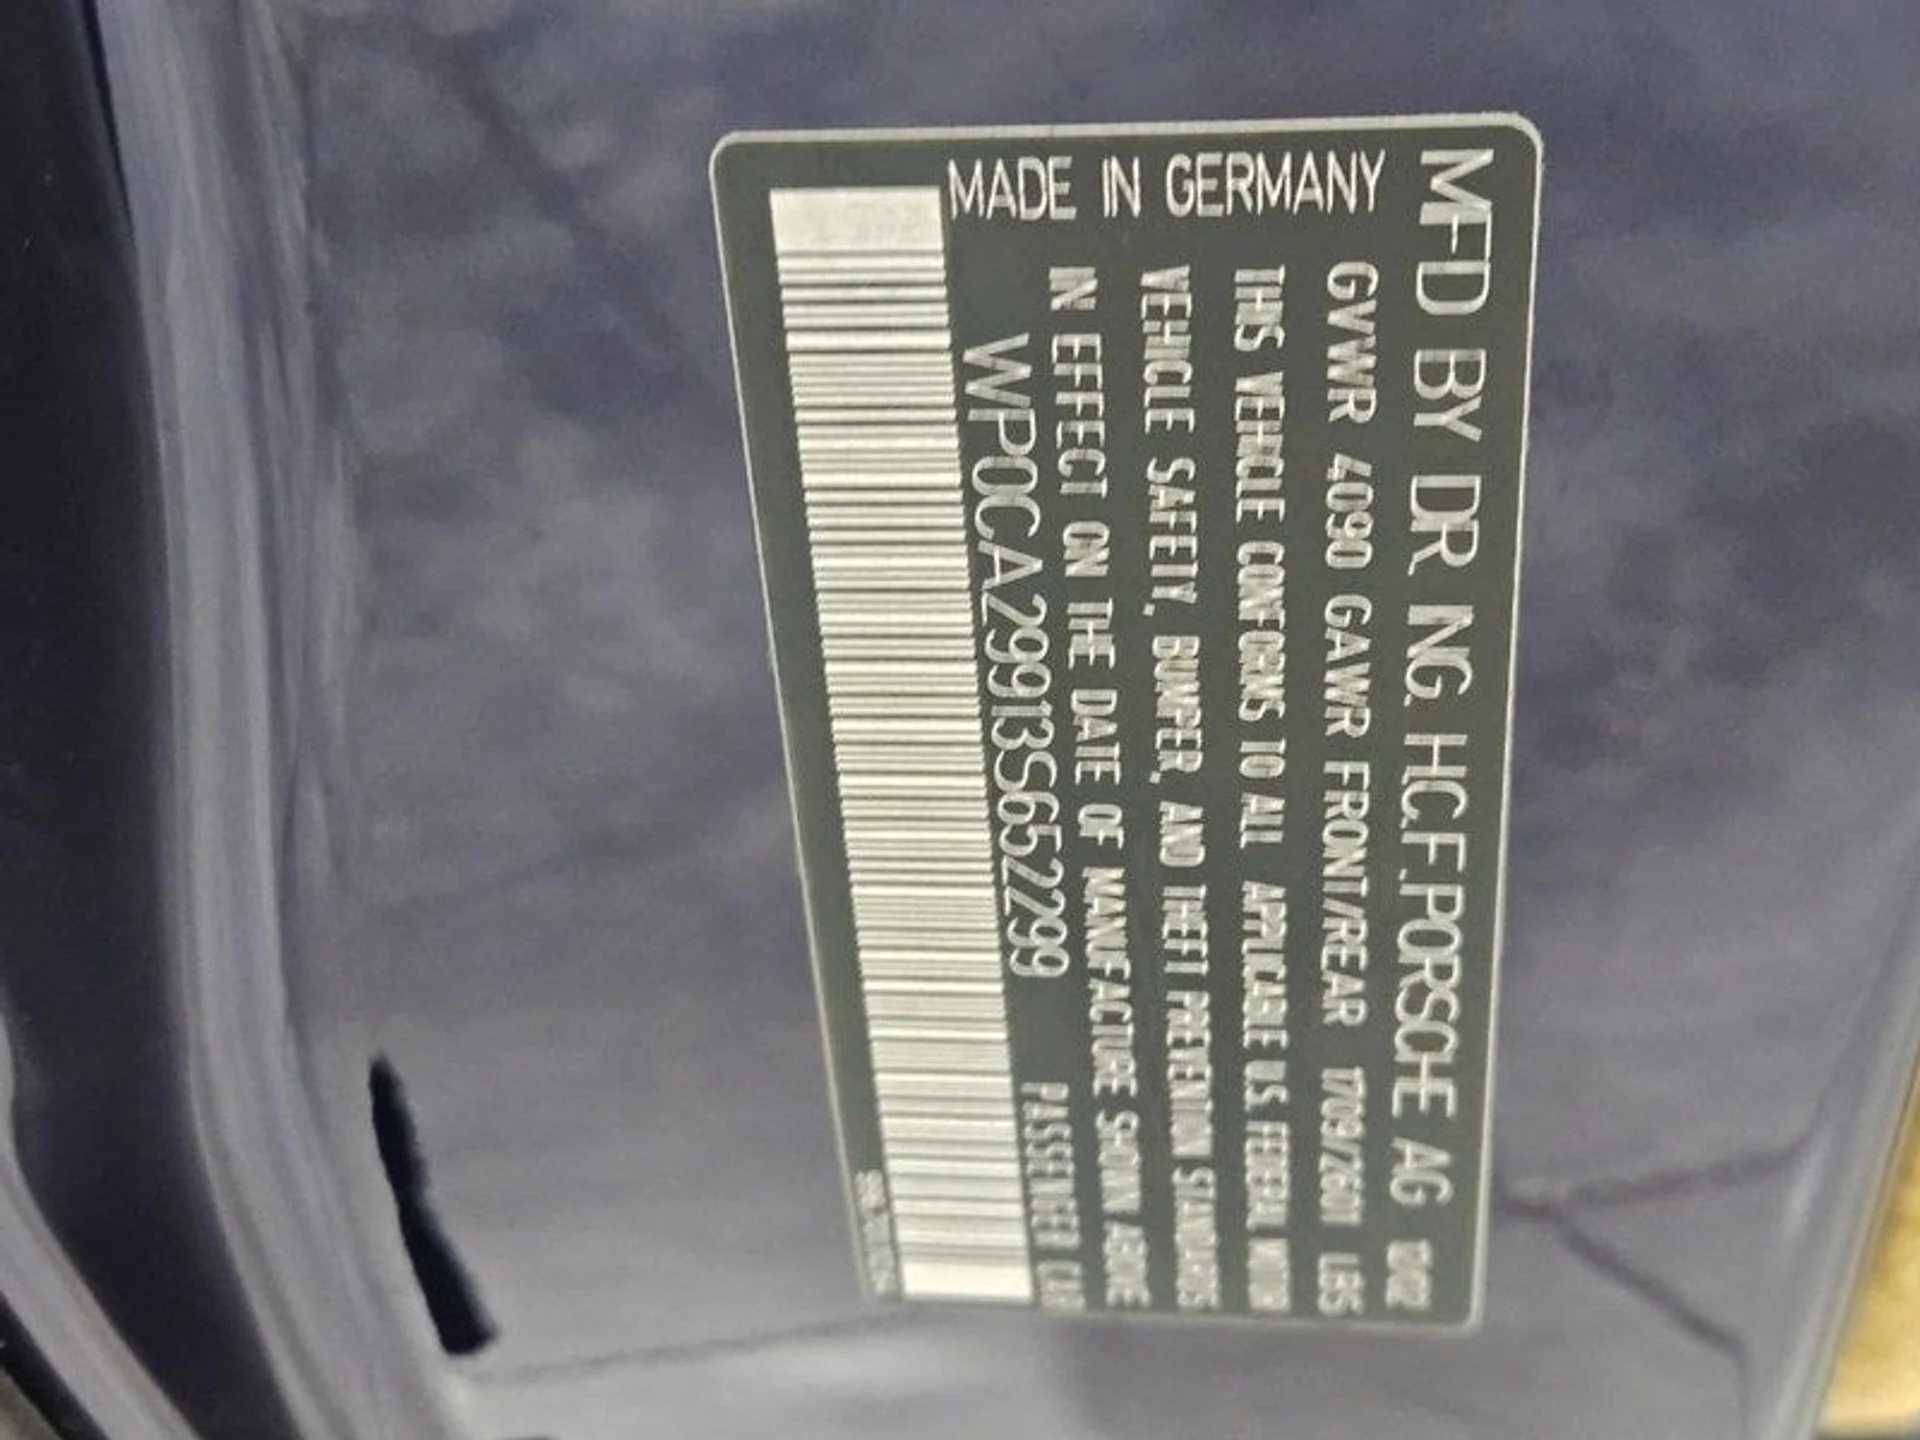 MFD BY DR ING. H.C.F. PORSCHE AG 10/02
GVWR 4090 GAWR FRONT/REAR 1709/2601 LBS
THIS VEHICLE CONFORMS TO ALL APPLICABLE U.S. FEDERAL MOTOR
VEHICLE SAFETY, BUMPER, AND THEFT PREVENTION STANDARDS
IN EFFECT ON THE DATE OF MANUFACTURE SHOWN ABOVE
WP0CA29913S652299 PASSENGER CAR
MADE IN GERMANY